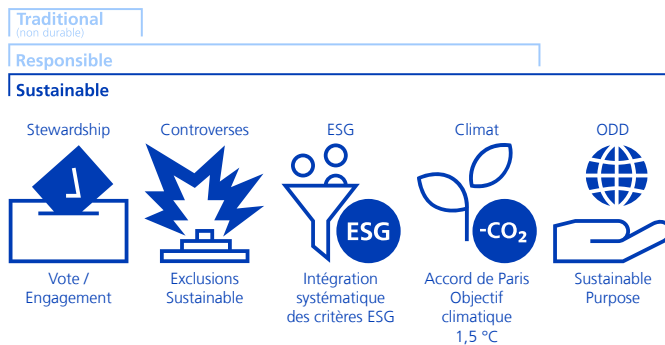 Traditional
(non durable)
Responsible
Sustainable
Stewardship
Controverses
ESG
Climat
ODD
ESG
-CO₂
Vote /
Engagement
Exclusions
Sustainable
Intégration
systématique
des critères ESG
Accord de Paris
Objectif
climatique
1,5 °C
Sustainable
Purpose